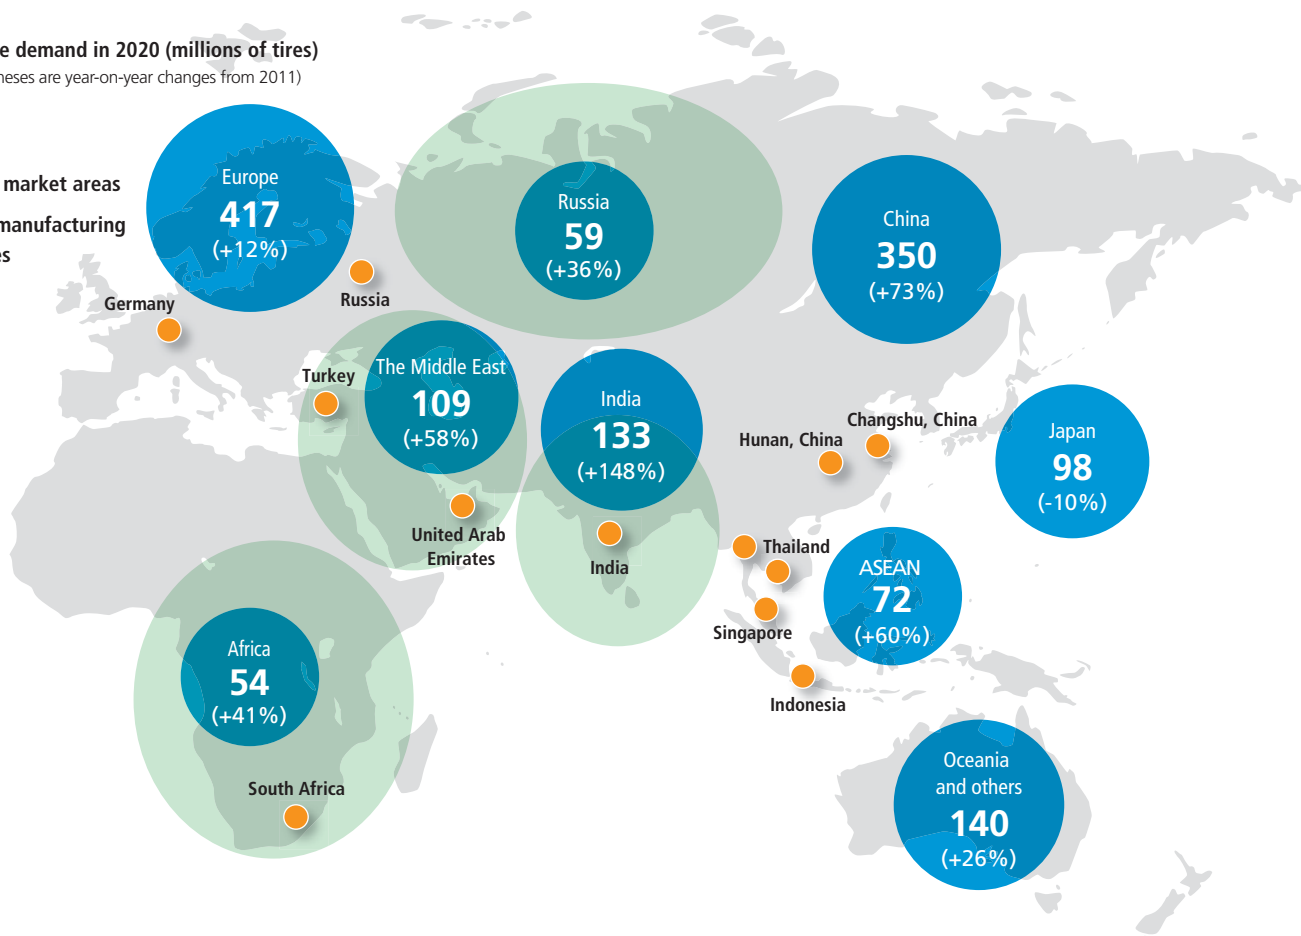 e demand in 2020 (millions of tires)
heses are year-on-year changes from 2011)
market areas
manufacturing
es
Europe
417
(+12%)
Russia
59
(+36%)
China
350
(+73%)
Germany
Russia
Turkey
The Middle East
109
(+58%)
India
133
(+148%)
Hunan, China
Changshu, China
Japan
98
(-10%)
United Arab
Emirates
India
Thailand
ASEAN
72
(+60%)
Singapore
Indonesia
Africa
54
(+41%)
South Africa
Oceania
and others
140
(+26%)